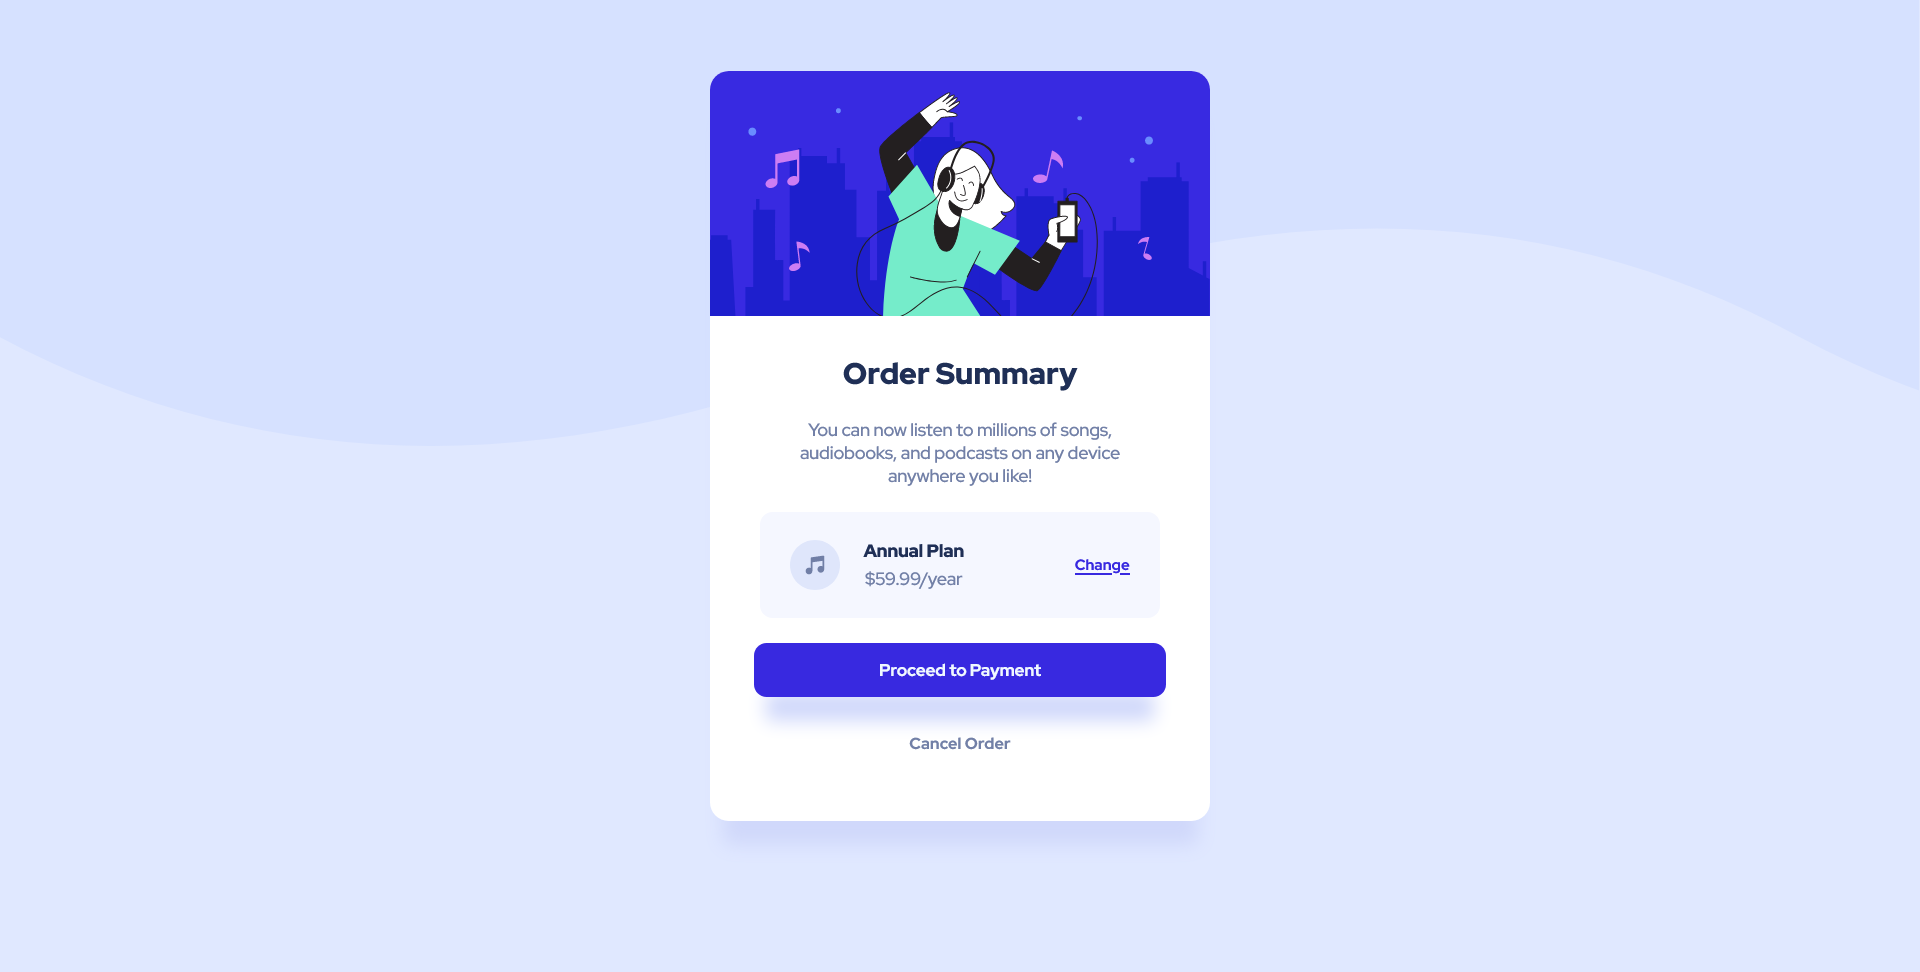 Order Summary
You can now listen to millions of songs,
audiobooks, and podcasts on any device
anywhere you like!
Annual Plan
$59.99/year
Change
Proceed to Payment
Cancel Order